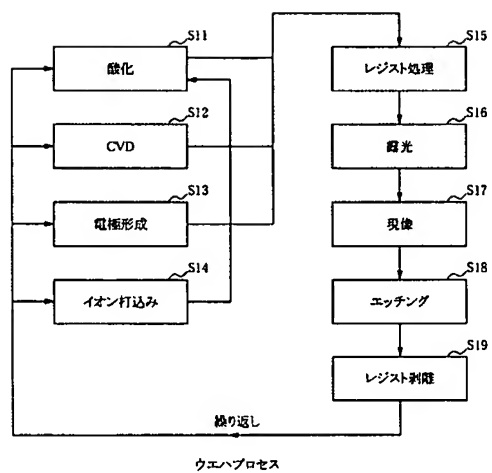 S11
酸化
S12
CVD
S13
電極形成
S14
イオン打込み
S15
レジスト処理
S16
露光
S17
現像
S18
エッチング
S19
レジスト剥離
繰り返し
ウエハプロセス